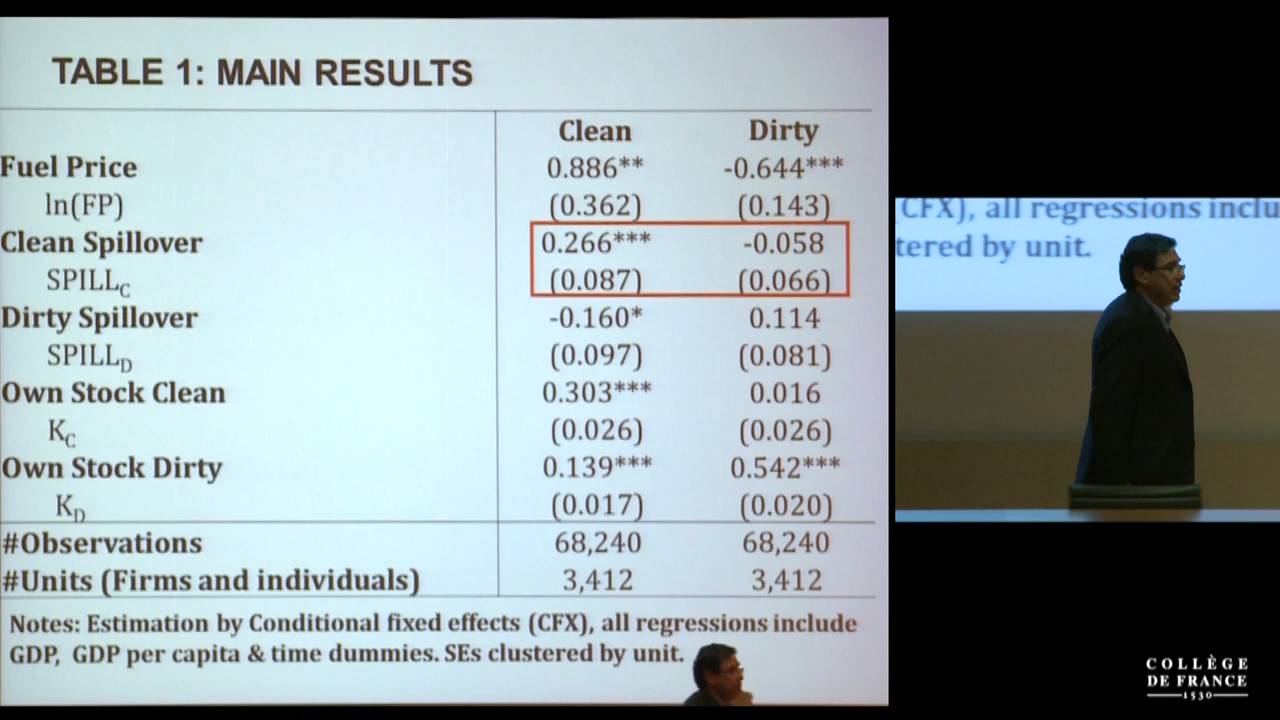 TABLE 1: MAIN RESULTS
Clean Dirty
Fuel Price 0.886** -0.644***
ln(FP) (0.362) (0.143)
Clean Spillover 0.266*** -0.058
SPILL_C (0.087) (0.066)
Dirty Spillover -0.160* 0.114
SPILL_D (0.097) (0.081)
Own Stock Clean 0.303*** 0.016
K_C (0.026) (0.026)
Own Stock Dirty 0.139*** 0.542***
K_D (0.017) (0.020)
#Observations 68,240 68,240
#Units (Firms and individuals) 3,412 3,412
Notes: Estimation by Conditional fixed effects (CFX), all regressions include
GDP, GDP per capita & time dummies. SEs clustered by unit.
(CFX), all regressions inclu
tered by unit.
COLLÈGE
DE FRANCE
1530